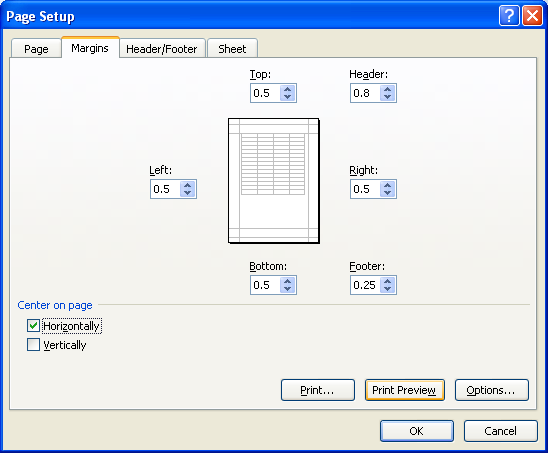 Page Setup
Page Margins Header/Footer Sheet
Top: Header:
0.5 0.8
Left: Right:
0.5 0.5
Bottom: Footer:
0.5 0.25
Center on page
Horizontally
Vertically
Print... Print Preview Options...
OK Cancel